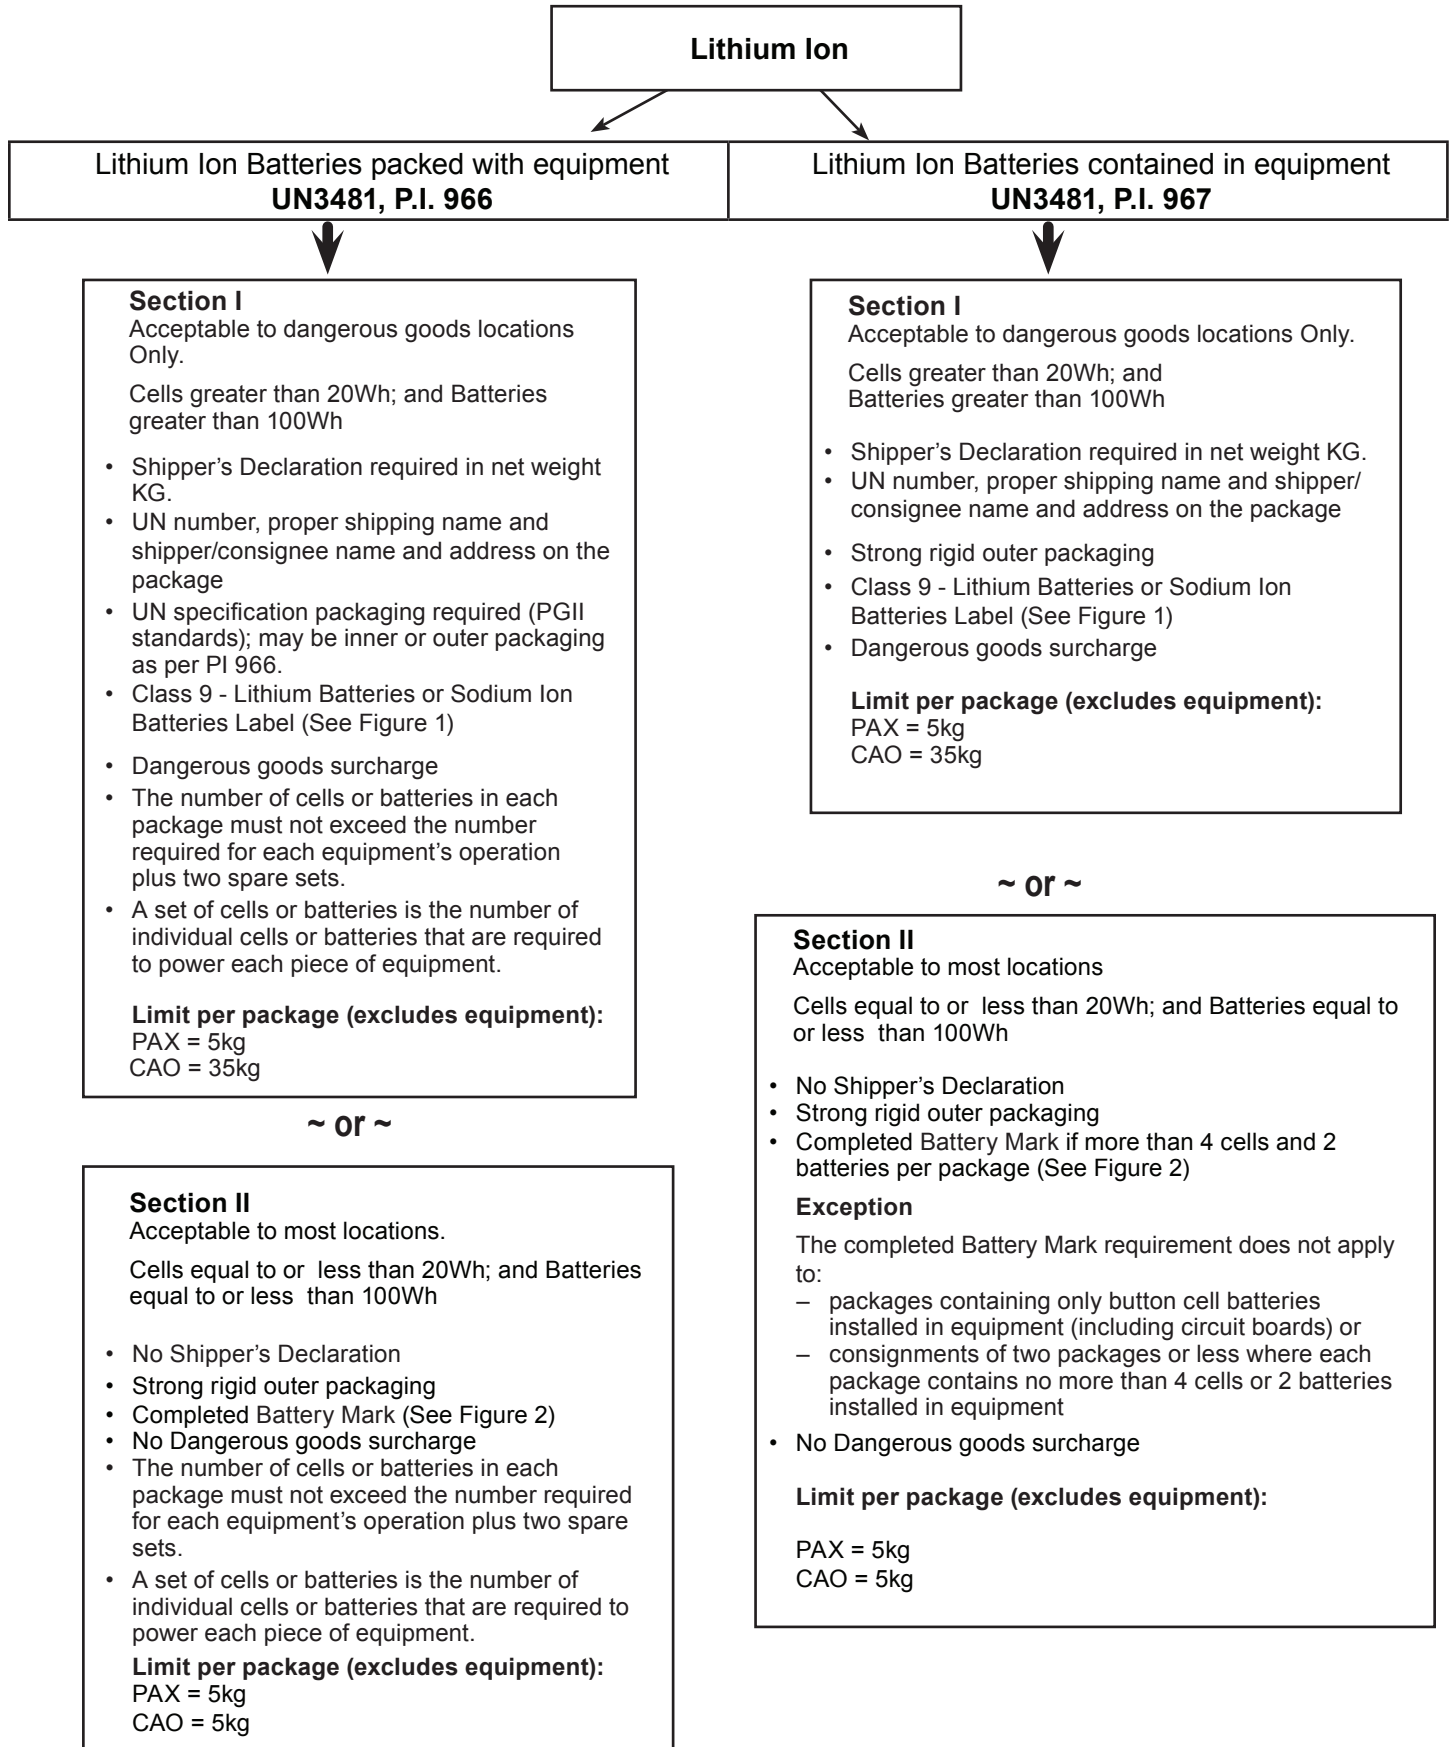 Lithium Ion
Lithium Ion Batteries packed with equipment
UN3481, P.I. 966
Lithium Ion Batteries contained in equipment
UN3481, P.I. 967
Section I
Acceptable to dangerous goods locations
Only.
Cells greater than 20Wh; and Batteries
greater than 100Wh
• Shipper’s Declaration required in net weight
KG.
• UN number, proper shipping name and
shipper/consignee name and address on the
package
• UN specification packaging required (PGII
standards); may be inner or outer packaging
as per PI 966.
• Class 9 - Lithium Batteries or Sodium Ion
Batteries Label (See Figure 1)
• Dangerous goods surcharge
• The number of cells or batteries in each
package must not exceed the number
required for each equipment’s operation
plus two spare sets.
• A set of cells or batteries is the number of
individual cells or batteries that are required
to power each piece of equipment.
Limit per package (excludes equipment):
PAX = 5kg
CAO = 35kg
~ or ~
Section II
Acceptable to most locations.
Cells equal to or less than 20Wh; and Batteries
equal to or less than 100Wh
• No Shipper’s Declaration
• Strong rigid outer packaging
• Completed Battery Mark (See Figure 2)
• No Dangerous goods surcharge
• The number of cells or batteries in each
package must not exceed the number required
for each equipment’s operation plus two spare
sets.
• A set of cells or batteries is the number of
individual cells or batteries that are required to
power each piece of equipment.
Limit per package (excludes equipment):
PAX = 5kg
CAO = 5kg
Section I
Acceptable to dangerous goods locations Only.
Cells greater than 20Wh; and
Batteries greater than 100Wh
• Shipper’s Declaration required in net weight KG.
• UN number, proper shipping name and shipper/
consignee name and address on the package
• Strong rigid outer packaging
• Class 9 - Lithium Batteries or Sodium Ion
Batteries Label (See Figure 1)
• Dangerous goods surcharge
Limit per package (excludes equipment):
PAX = 5kg
CAO = 35kg
~ or ~
Section II
Acceptable to most locations
Cells equal to or less than 20Wh; and Batteries equal to
or less than 100Wh
• No Shipper’s Declaration
• Strong rigid outer packaging
• Completed Battery Mark if more than 4 cells and 2
batteries per package (See Figure 2)
Exception
The completed Battery Mark requirement does not apply
to:
– packages containing only button cell batteries
installed in equipment (including circuit boards) or
– consignments of two packages or less where each
package contains no more than 4 cells or 2 batteries
installed in equipment
• No Dangerous goods surcharge
Limit per package (excludes equipment):
PAX = 5kg
CAO = 5kg